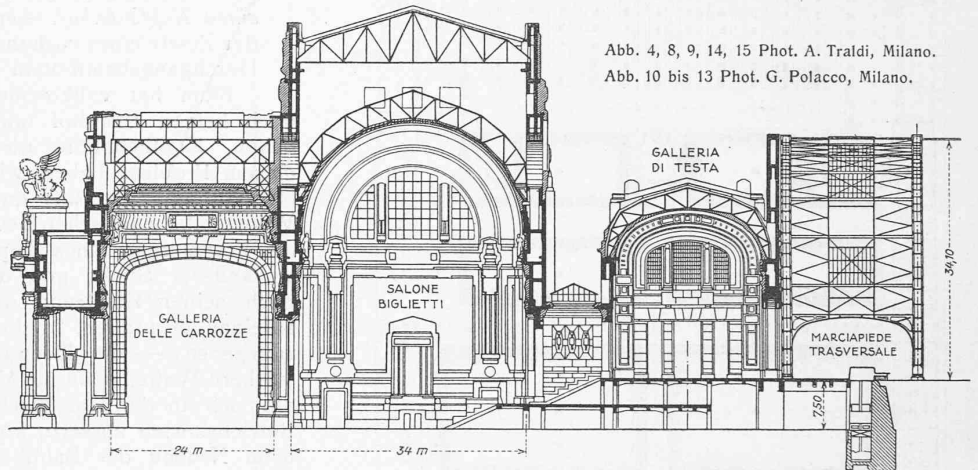 Abb. 4, 8, 9, 14, 15 Phot. A. Traldi, Milano.
Abb. 10 bis 13 Phot. G. Polacco, Milano.
GALLERIA
DI TESTA
34,10
SALONE
BIGLIETTI
GALLERIA
DELLE CARROZZE
MARCIAPIEDE
TRASVERSALE
7,50
24 m
34 m